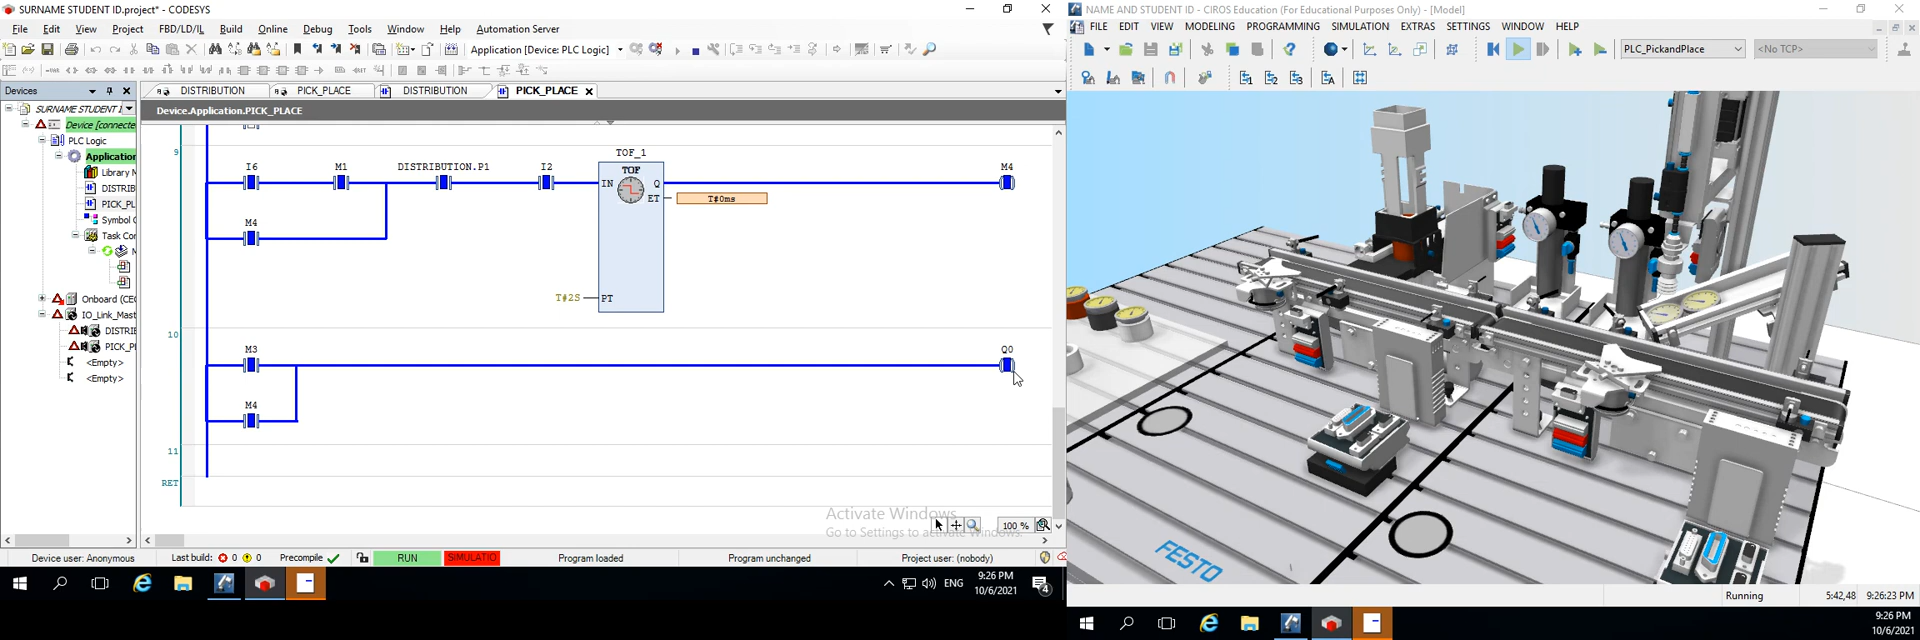 SURNAME STUDENT ID.project* - CODESYS
File Edit View Project FBD/LD/IL Build Online Debug Tools Window Help Automation Server
Application [Device: PLC Logic]
Devices
DISTRIBUTION PICK_PLACE DISTRIBUTION PICK_PLACE
Device.Application.PICK_PLACE
SURNAME STUDENT I
Device [connecte
PLC Logic
Application
Library M
DISTRIB
PICK_PL
Symbol C
Task Con
M
Onboard (CEC
IO_Link_Mast
DISTRIE
PICK_Pl
<Empty>
<Empty>
9
I6 M1 DISTRIBUTION.P1 I2 TOF_1 M4
TOF
IN Q
ET T#0ms
M4
T#2S PT
10
M3 Q0
M4
11
RET
Activate Windows
Go to Settings to activate Windows.
100 %
Device user: Anonymous Last build: 0 0 Precompile RUN SIMULATIO Program loaded Program unchanged Project user: (nobody)
ENG 9:26 PM
10/6/2021
4
NAME AND STUDENT ID - CIROS Education (For Educational Purposes Only) - [Model]
FILE EDIT VIEW MODELING PROGRAMMING SIMULATION EXTRAS SETTINGS WINDOW HELP
PLC_PickandPlace <No TCP>
FESTO
Running 5:42,48 9:26:23 PM
9:26 PM
10/6/2021